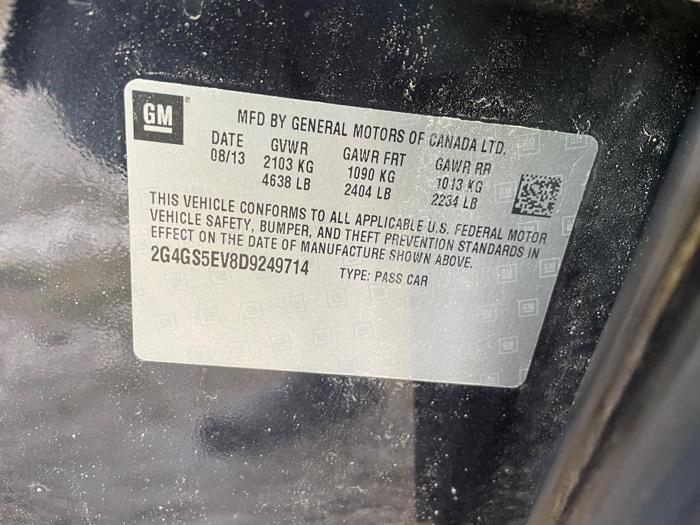 GM
MFD BY GENERAL MOTORS OF CANADA LTD.
DATE GVWR GAWR FRT GAWR RR
08/13 2103 KG 1090 KG 1013 KG
4638 LB 2404 LB 2234 LB
THIS VEHICLE CONFORMS TO ALL APPLICABLE U.S. FEDERAL MOTOR
VEHICLE SAFETY, BUMPER, AND THEFT PREVENTION STANDARDS IN
EFFECT ON THE DATE OF MANUFACTURE SHOWN ABOVE.
2G4GS5EV8D9249714 TYPE: PASS CAR